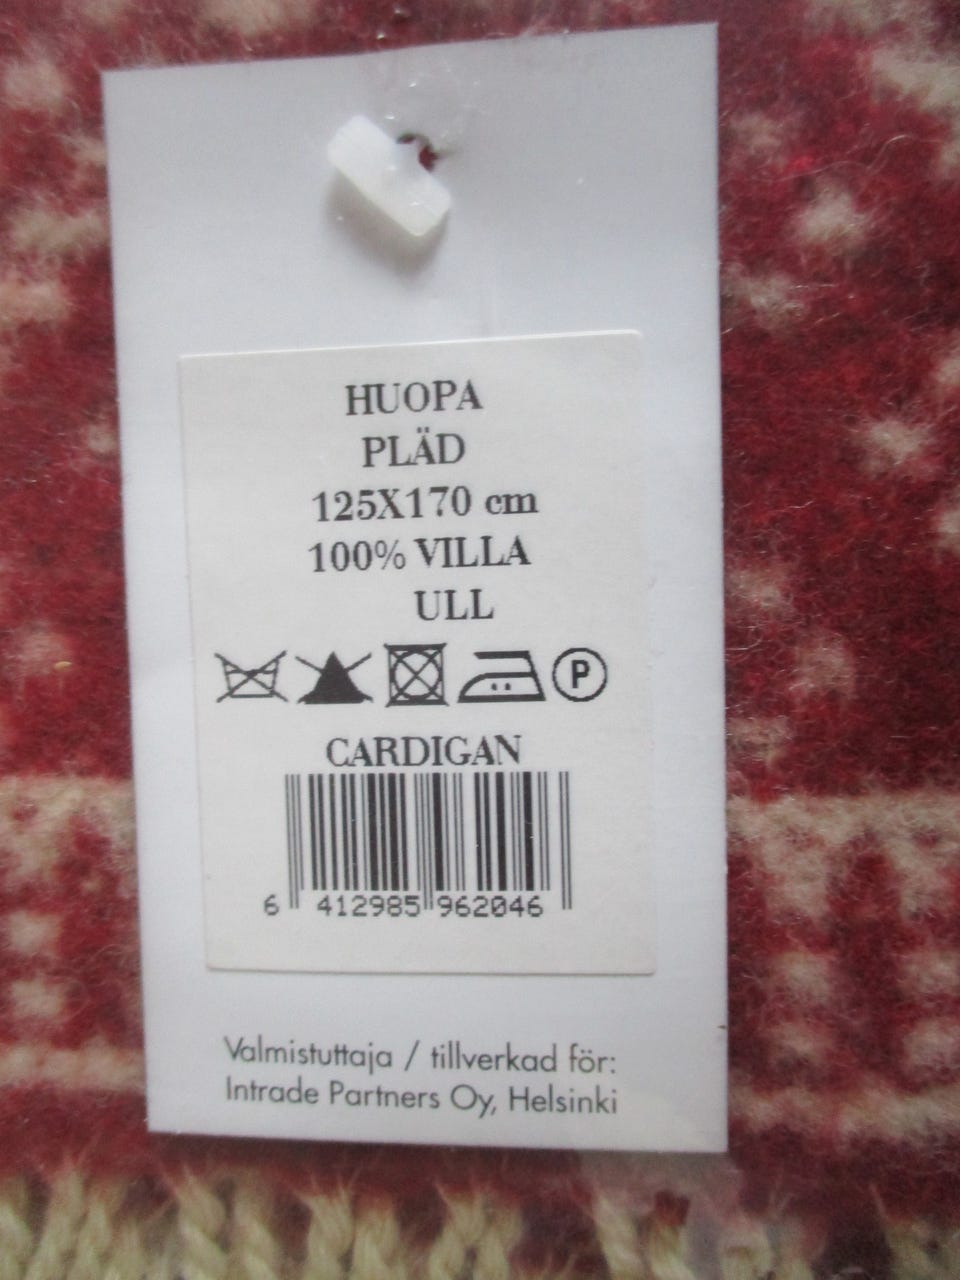 HUOPA
PLÄD
125X170 cm
100% VILLA
ULL
P
CARDIGAN
6 412985 962046
Valmistuttaja / tillverkad för:
Intrade Partners Oy, Helsinki